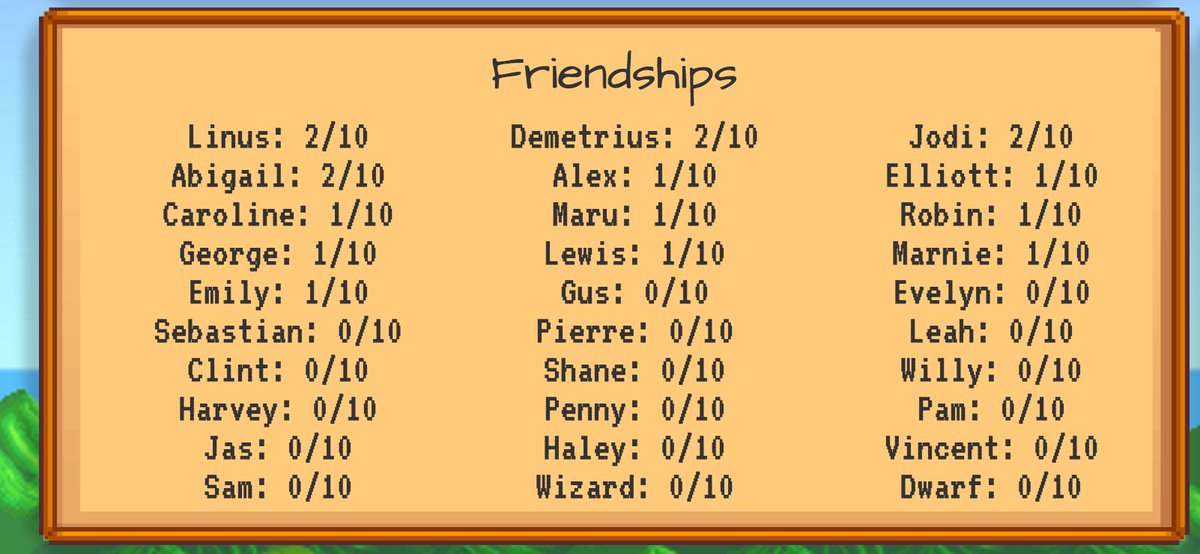 Friendships
Linus: 2/10 Demetrius: 2/10 Jodi: 2/10
Abigail: 2/10 Alex: 1/10 Elliott: 1/10
Caroline: 1/10 Maru: 1/10 Robin: 1/10
George: 1/10 Lewis: 1/10 Marnie: 1/10
Emily: 1/10 Gus: 0/10 Evelyn: 0/10
Sebastian: 0/10 Pierre: 0/10 Leah: 0/10
Clint: 0/10 Shane: 0/10 Willy: 0/10
Harvey: 0/10 Penny: 0/10 Pam: 0/10
Jas: 0/10 Haley: 0/10 Vincent: 0/10
Sam: 0/10 Wizard: 0/10 Dwarf: 0/10